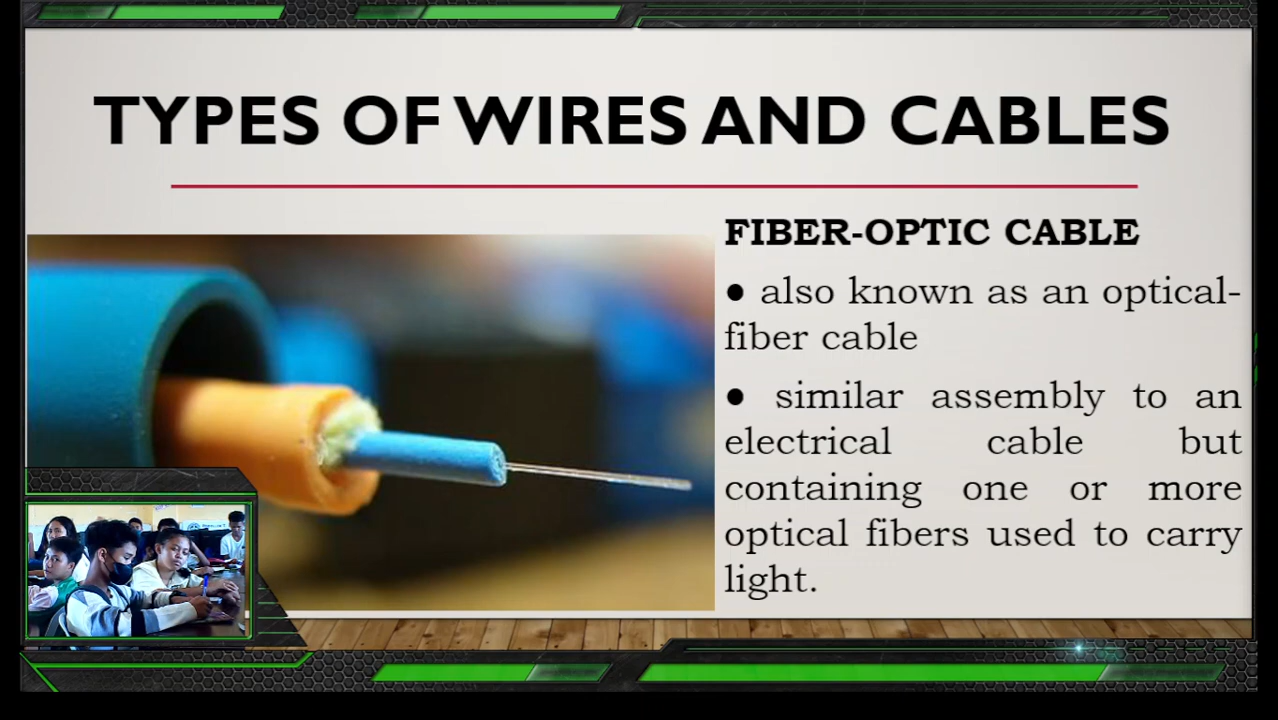 TYPES OF WIRES AND CABLES
FIBER-OPTIC CABLE
● also known as an optical-
fiber cable
● similar assembly to an
electrical cable but
containing one or more
optical fibers used to carry
light.